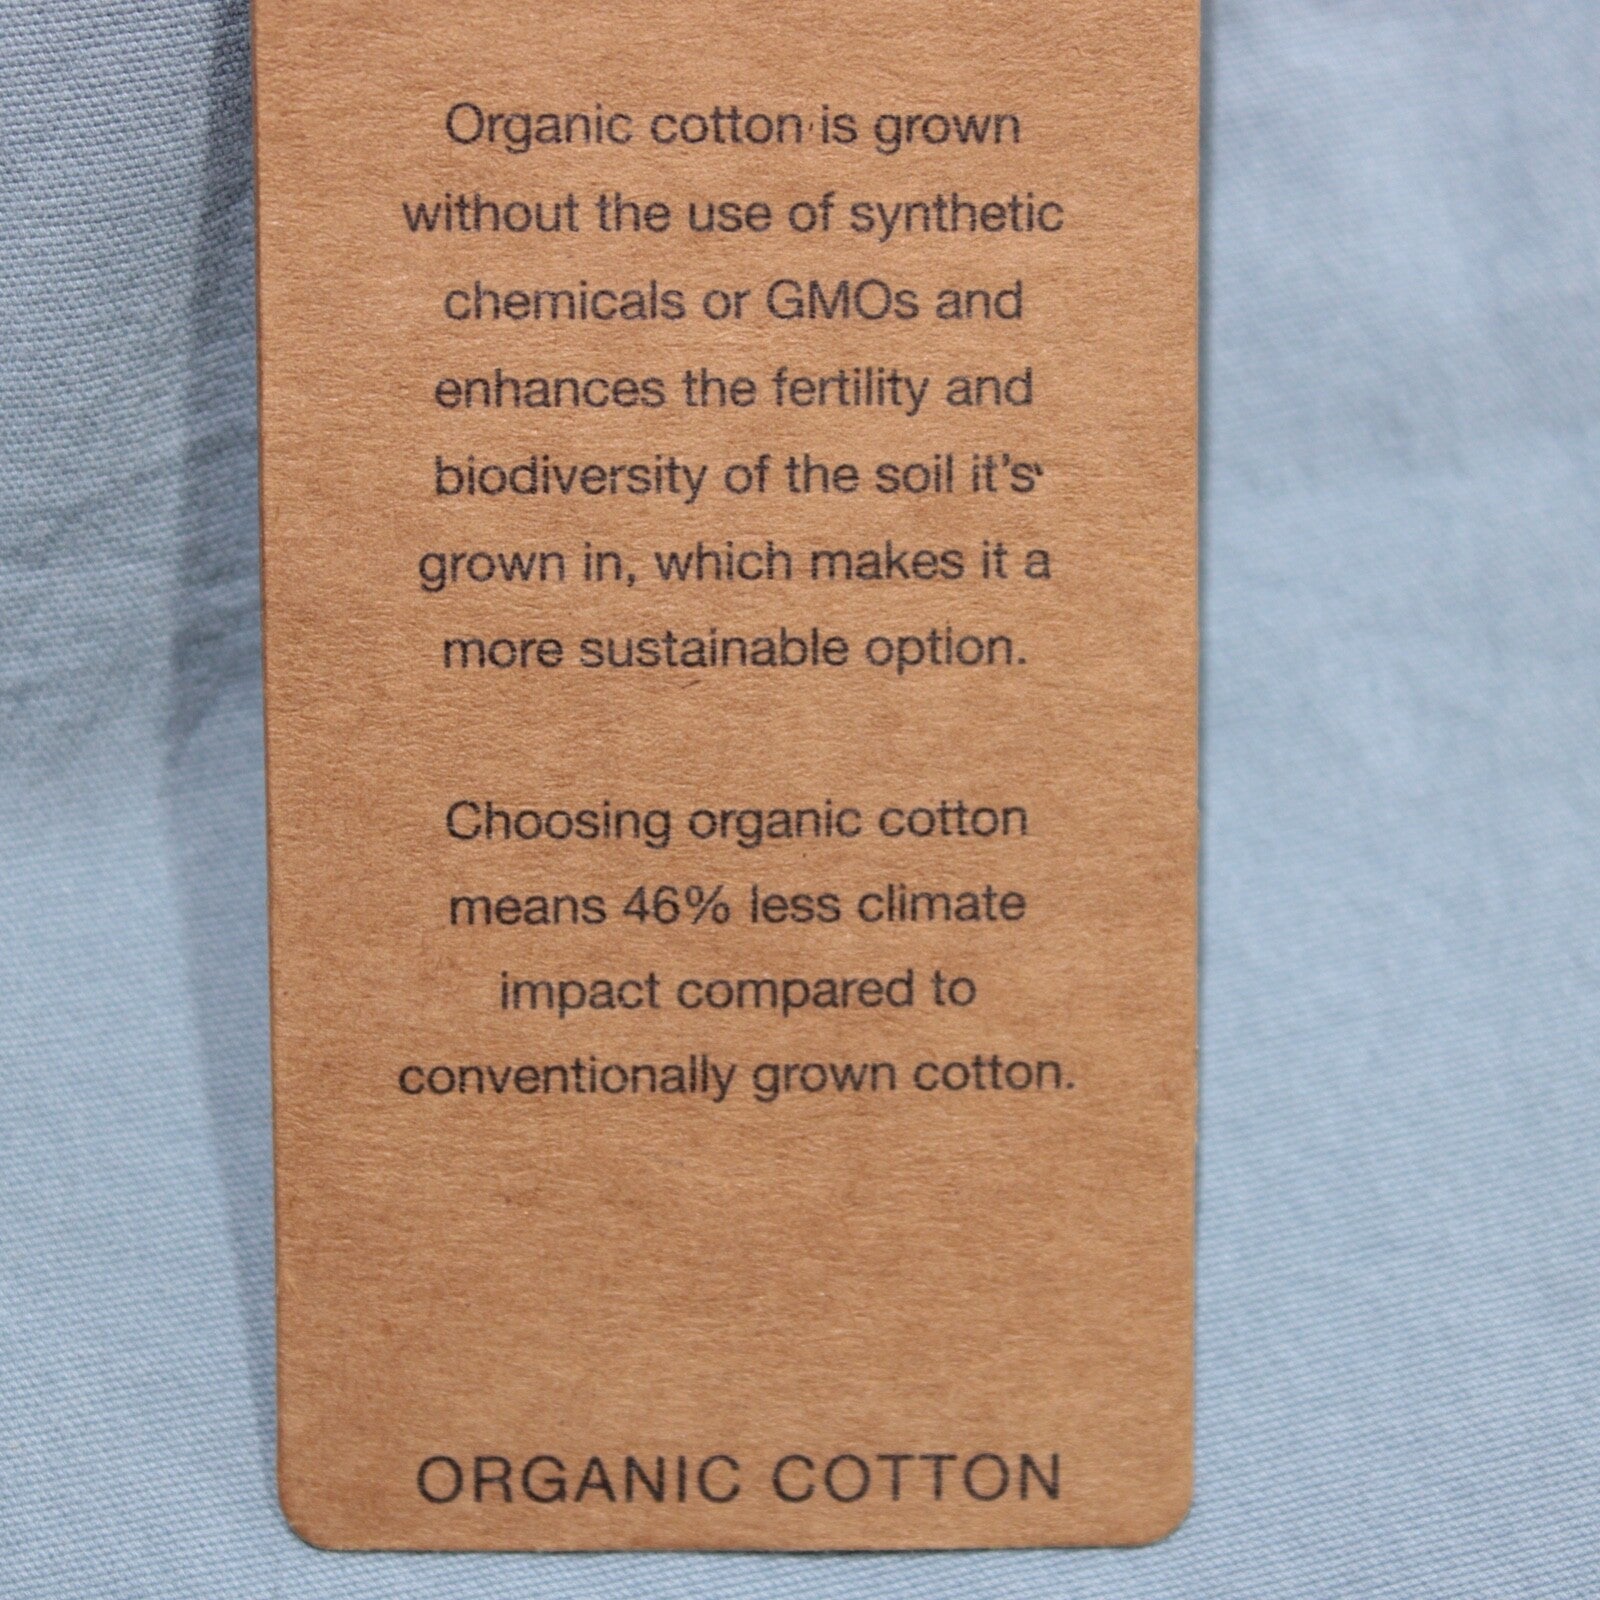 Organic cotton is grown
without the use of synthetic
chemicals or GMOs and
enhances the fertility and
biodiversity of the soil it's
grown in, which makes it a
more sustainable option.
Choosing organic cotton
means 46% less climate
impact compared to
conventionally grown cotton.
ORGANIC COTTON